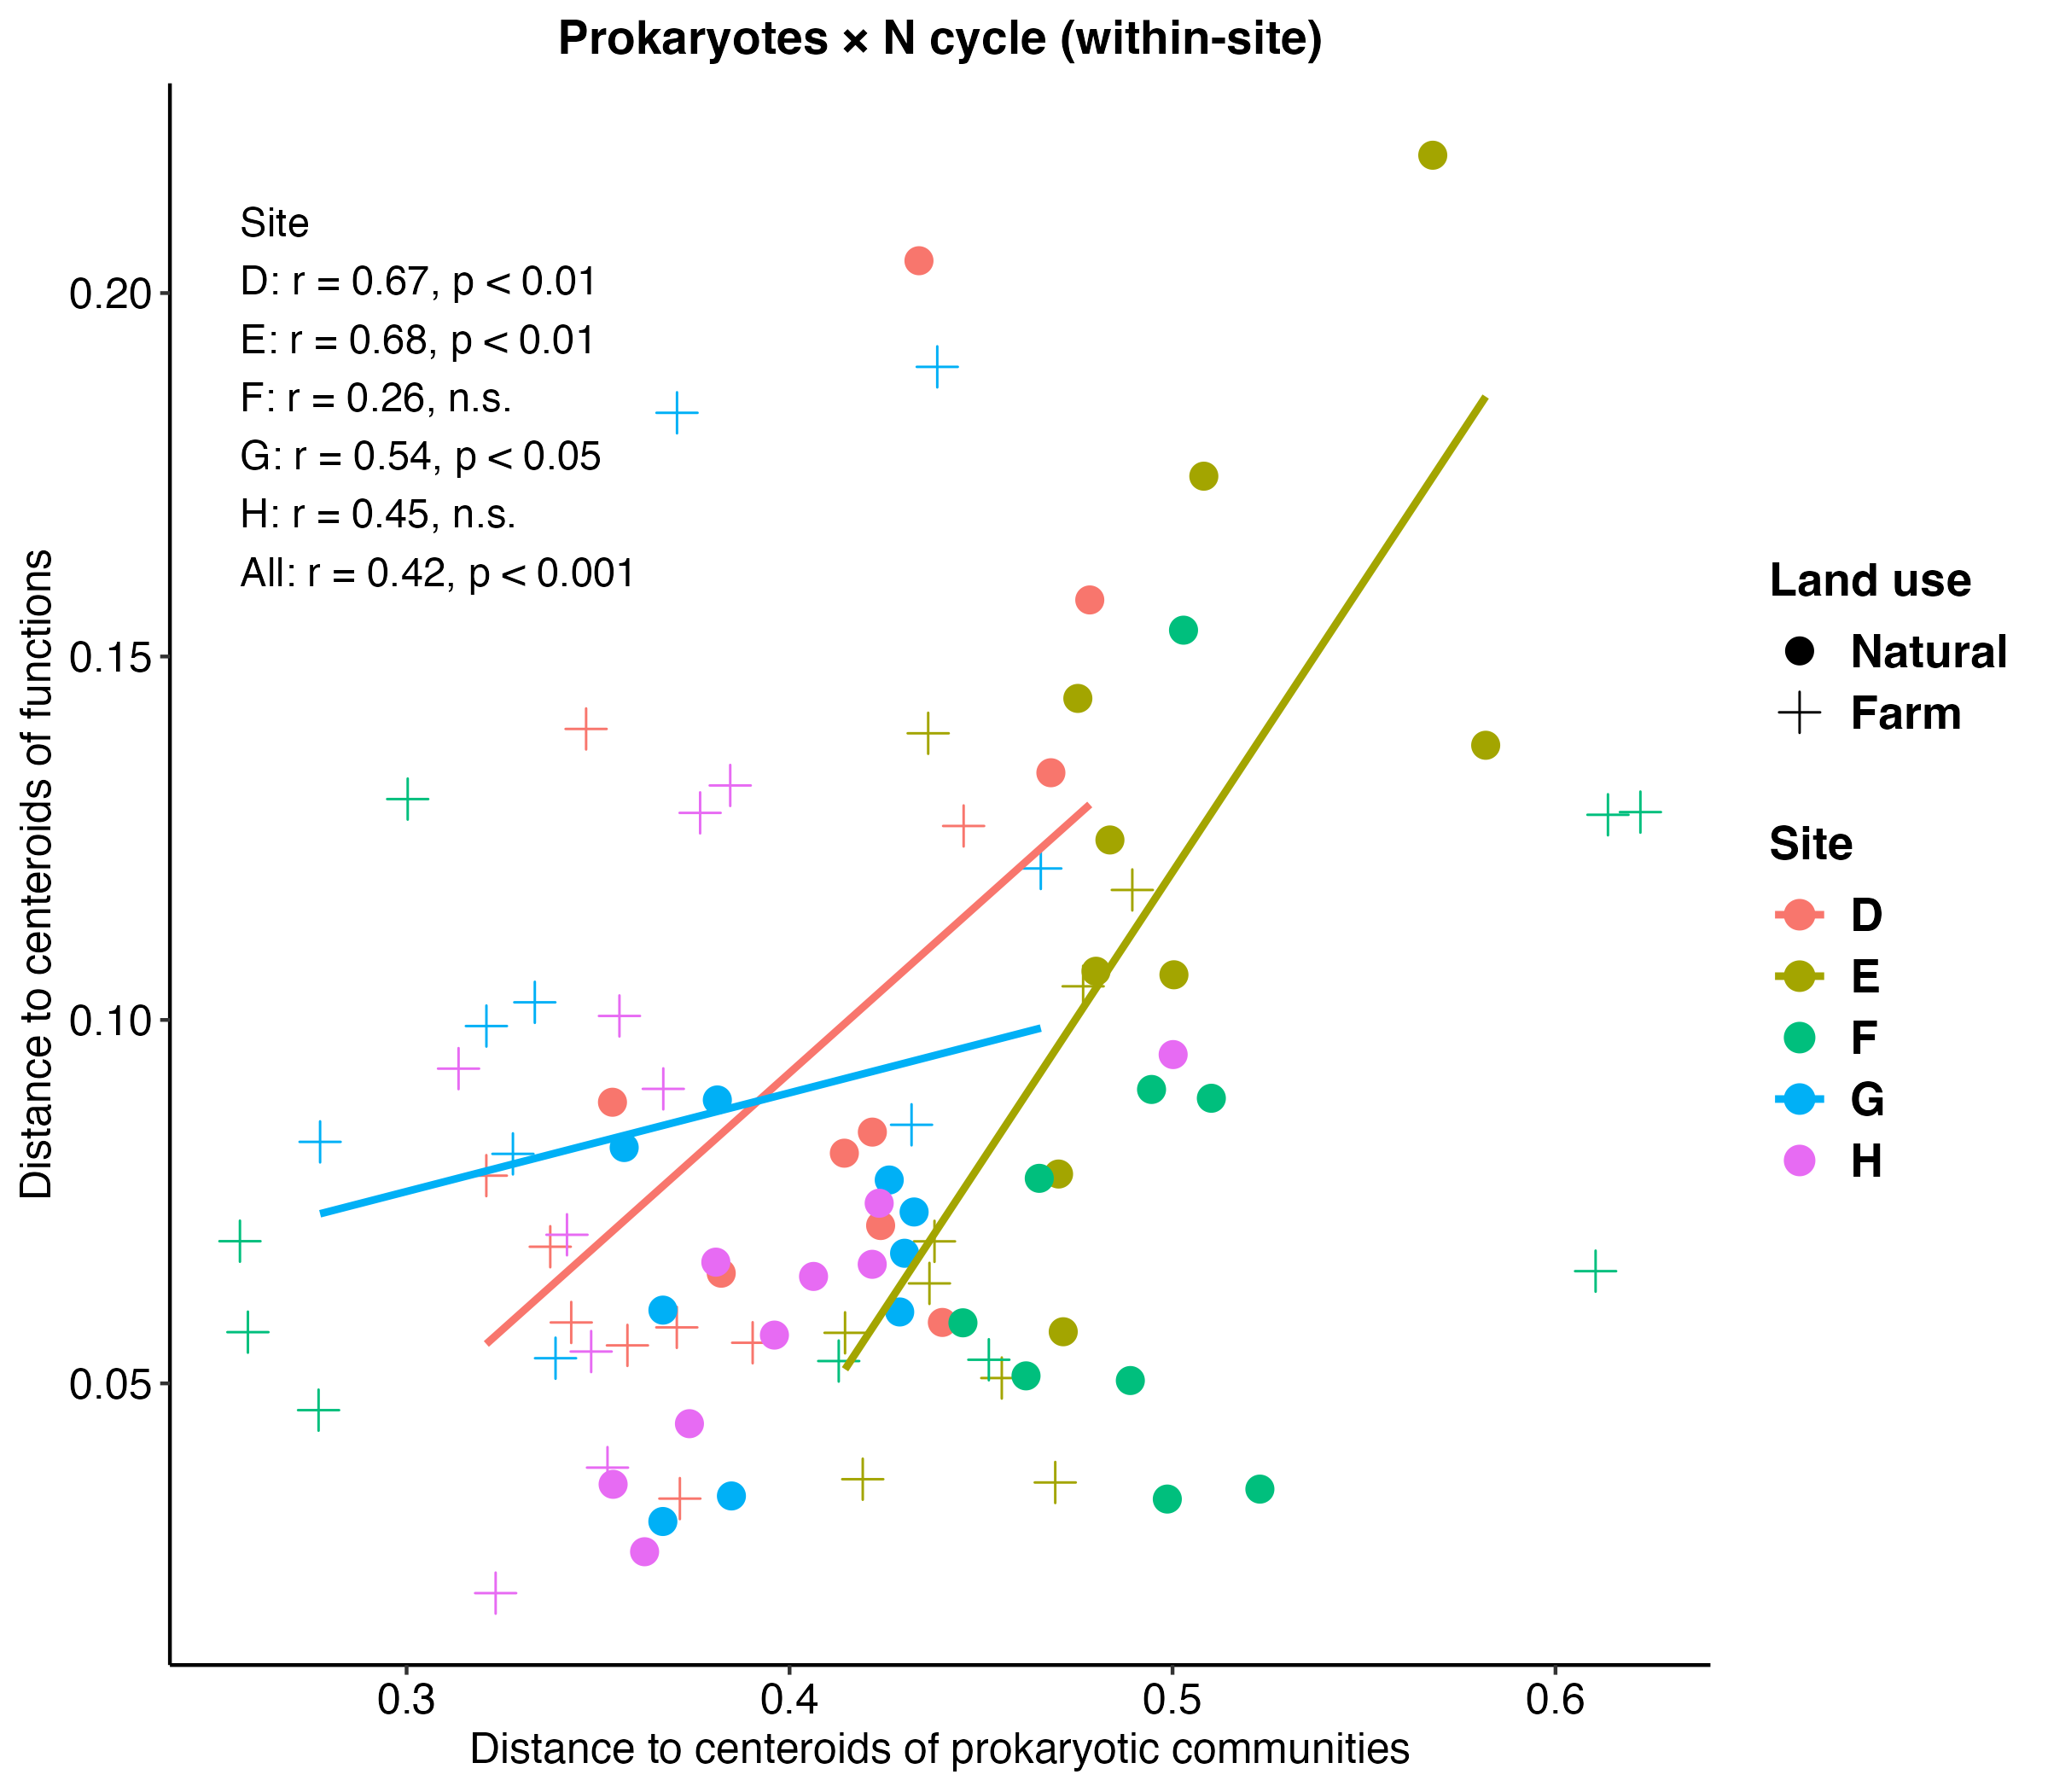 Prokaryotes × N cycle (within-site)
Site
D: r = 0.67, p < 0.01
E: r = 0.68, p < 0.01
F: r = 0.26, n.s.
G: r = 0.54, p < 0.05
H: r = 0.45, n.s.
All: r = 0.42, p < 0.001
Distance to centeroids of functions
0.20
0.15
0.10
0.05
0.3
0.4
0.5
0.6
Distance to centeroids of prokaryotic communities
Land use
Natural
Farm
Site
D
E
F
G
H